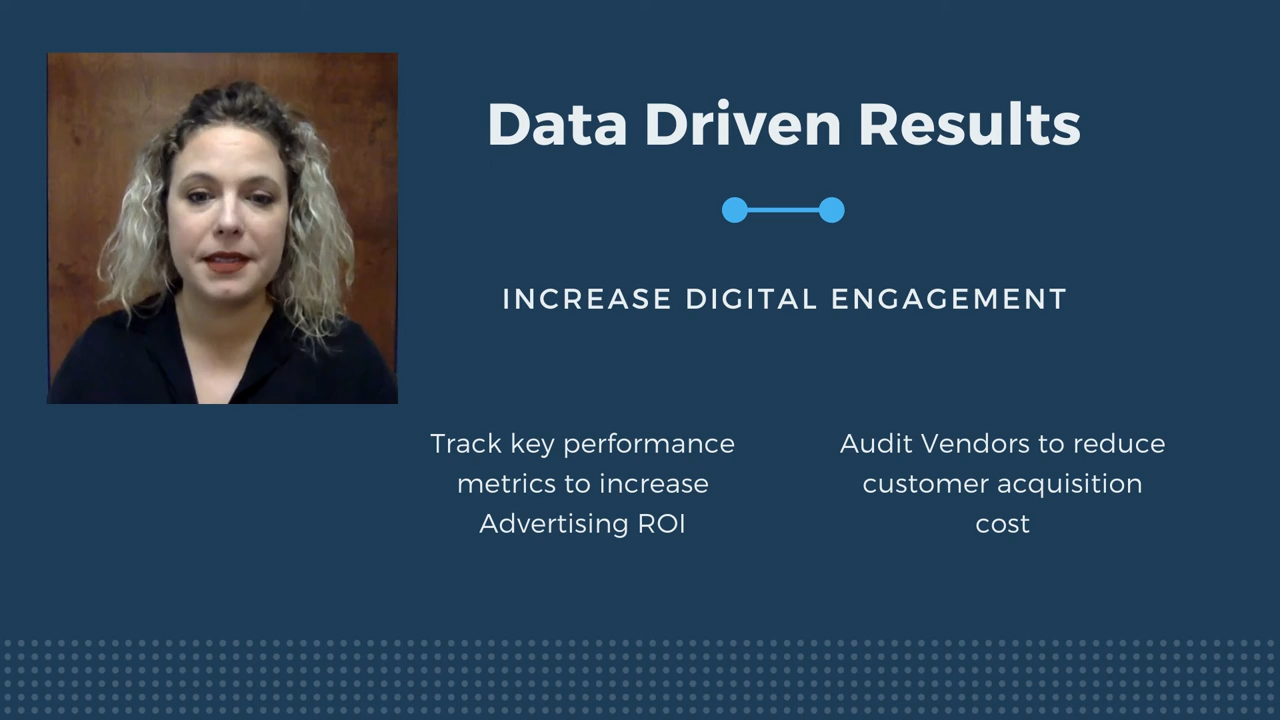 Data Driven Results
INCREASE DIGITAL ENGAGEMENT
Track key performance
metrics to increase
Advertising ROI
Audit Vendors to reduce
customer acquisition
cost